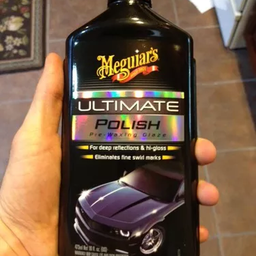 Meguiar's
ULTIMATE
POLISH
Pre-Waxing Glaze
For deep reflections & hi-gloss
Eliminates fine swirl marks